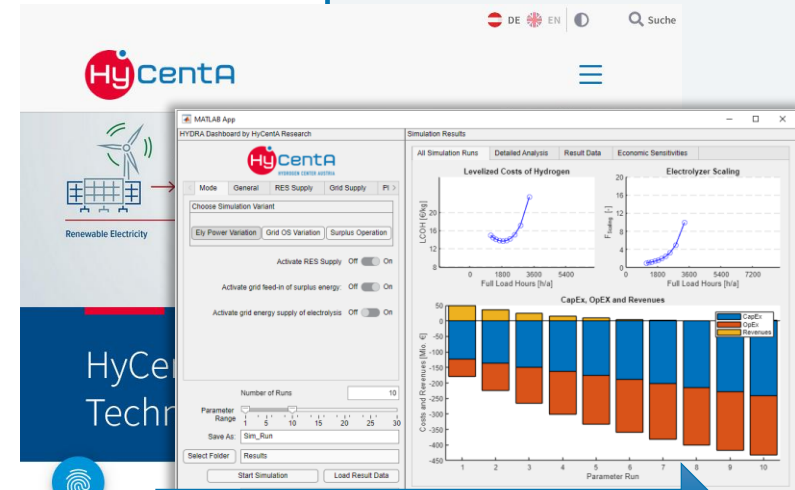 DE EN Suche
HyCentA
Renewable Electricity
HyCe
Techn
MATLAB App
HYDRA Dashboard by HyCentA Research
HyCentA
HYDROGEN CENTER AUSTRIA
Mode General RES Supply Grid Supply Pl
Choose Simulation Variant
Ely Power Variation Grid OS Variation Surplus Operation
Activate RES Supply Off On
Activate grid feed-in of surplus energy: Off On
Activate grid energy supply of electrolysis Off On
Number of Runs 10
Parameter Range
1 5 10 15 20 25 30
Save As: Sim_Run
Select Folder Results
Start Simulation Load Result Data
Simulation Results
All Simulation Runs Detailed Analysis Result Data Economic Sensitivities
Levelized Costs of Hydrogen
LCOH [€/kg]
20
16
12
8
0 1800 3600 5400
Full Load Hours [h/a]
Electrolyzer Scaling
F Scaling [-]
20
16
12
8
4
0
0 1800 3600 5400 7200
Full Load Hours [h/a]
CapEx, OpEX and Revenues
Costs and Revenues [Mio. €]
50
0
-50
-100
-150
-200
-250
-300
-350
-400
-450
CapEx
OpEx
Revenues
1 2 3 4 5 6 7 8 9 10
Parameter Run